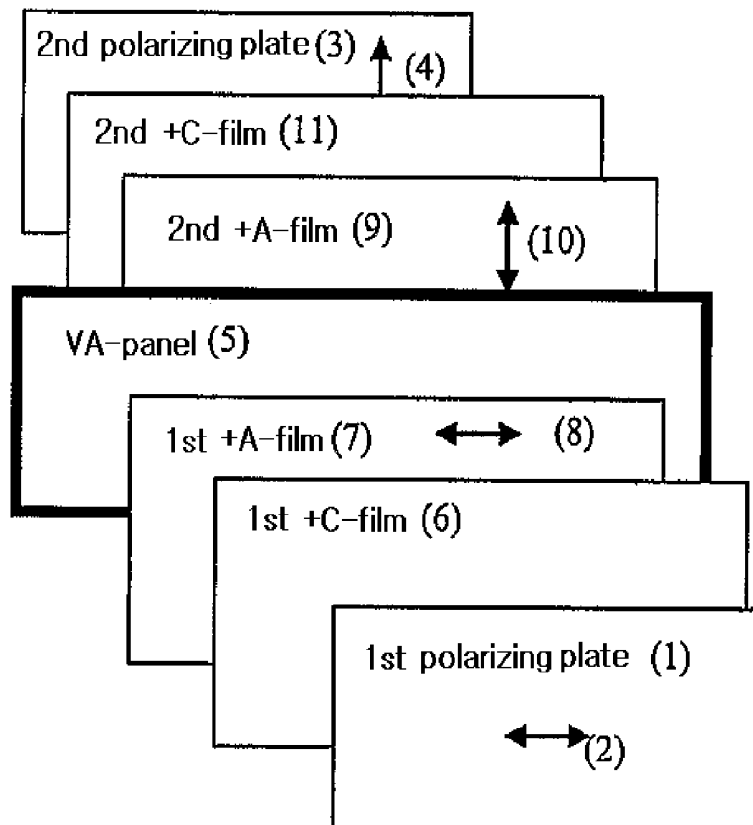 2nd polarizing plate (3)
(4)
2nd +C-film (11)
2nd +A-film (9)
(10)
VA-panel (5)
1st +A-film (7)
(8)
1st +C-film (6)
1st polarizing plate (1)
(2)